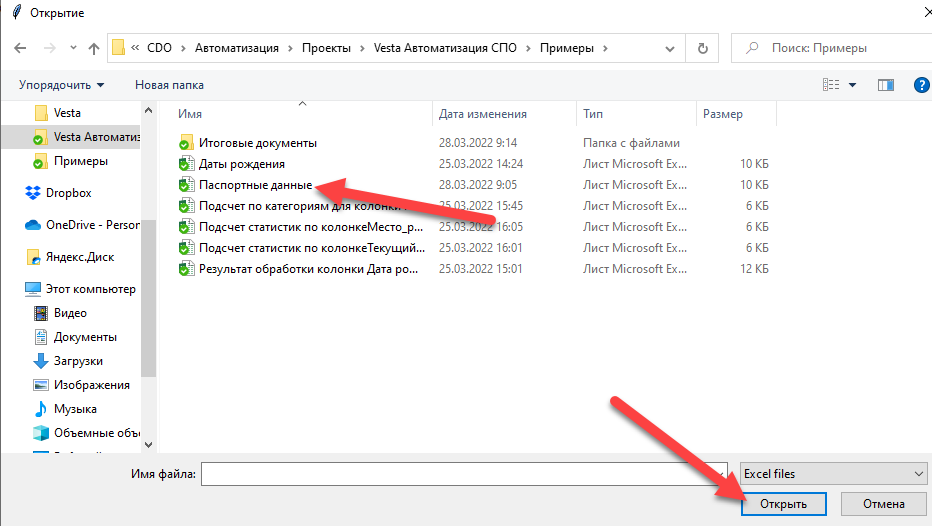 Открытие
« CDO › Автоматизация › Проекты › Vesta Автоматизация СПО › Примеры ›
Поиск: Примеры
Упорядочить
Новая папка
Имя
Дата изменения
Тип
Размер
Итоговые документы 28.03.2022 9:14 Папка с файлами
Даты рождения 25.03.2022 14:24 Лист Microsoft Ex... 10 КБ
Паспортные данные 28.03.2022 9:05 Лист Microsoft Ex... 10 КБ
Подсчет по категориям для колонки 25.03.2022 15:45 Лист Microsoft Ex... 6 КБ
Подсчет статистик по колонкеМесто_р... 25.03.2022 16:05 Лист Microsoft Ex... 6 КБ
Подсчет статистик по колонкеТекущий... 25.03.2022 16:01 Лист Microsoft Ex... 6 КБ
Результат обработки колонки Дата ро... 25.03.2022 15:01 Лист Microsoft Ex... 12 КБ
Vesta
Vesta Автоматиз
Примеры
Dropbox
OneDrive - Person
Яндекс.Диск
Этот компьютер
Видео
Документы
Загрузки
Изображения
Музыка
Объемные объ
Имя файла:
Excel files
Открыть
Отмена